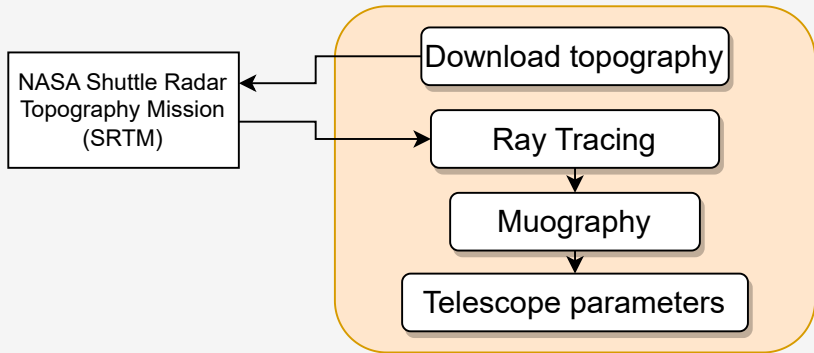 Download topography
NASA Shuttle Radar
Topography Mission
(SRTM)
Ray Tracing
Muography
Telescope parameters